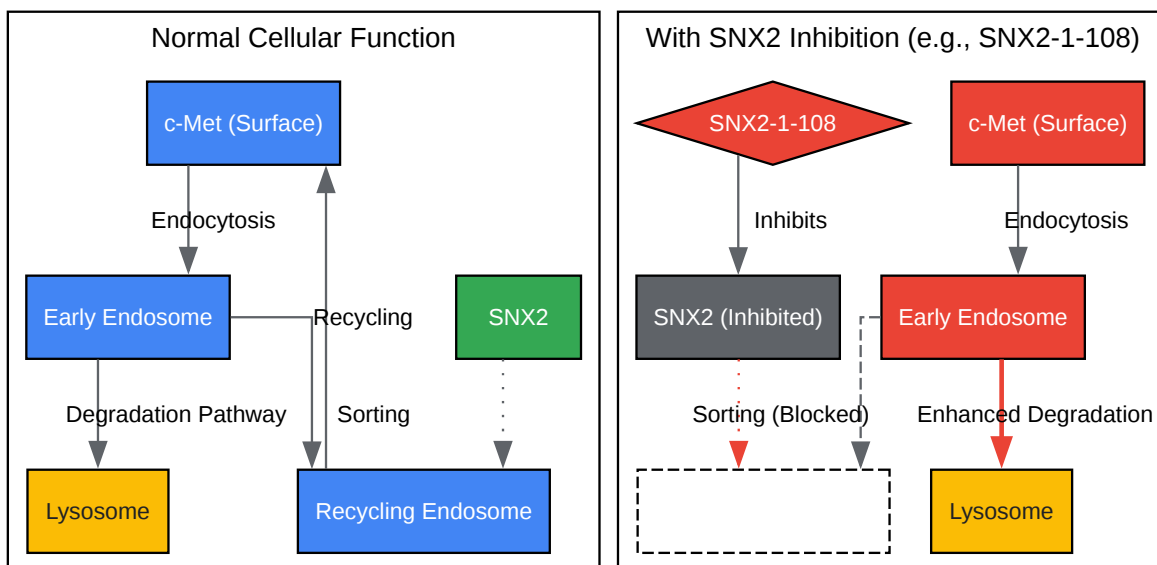 Normal Cellular Function
c-Met (Surface)
Endocytosis
Early Endosome
Recycling
SNX2
Degradation Pathway
Sorting
Lysosome
Recycling Endosome
With SNX2 Inhibition (e.g., SNX2-1-108)
SNX2-1-108
c-Met (Surface)
Inhibits
Endocytosis
SNX2 (Inhibited)
Early Endosome
Sorting (Blocked)
Enhanced Degradation
Lysosome